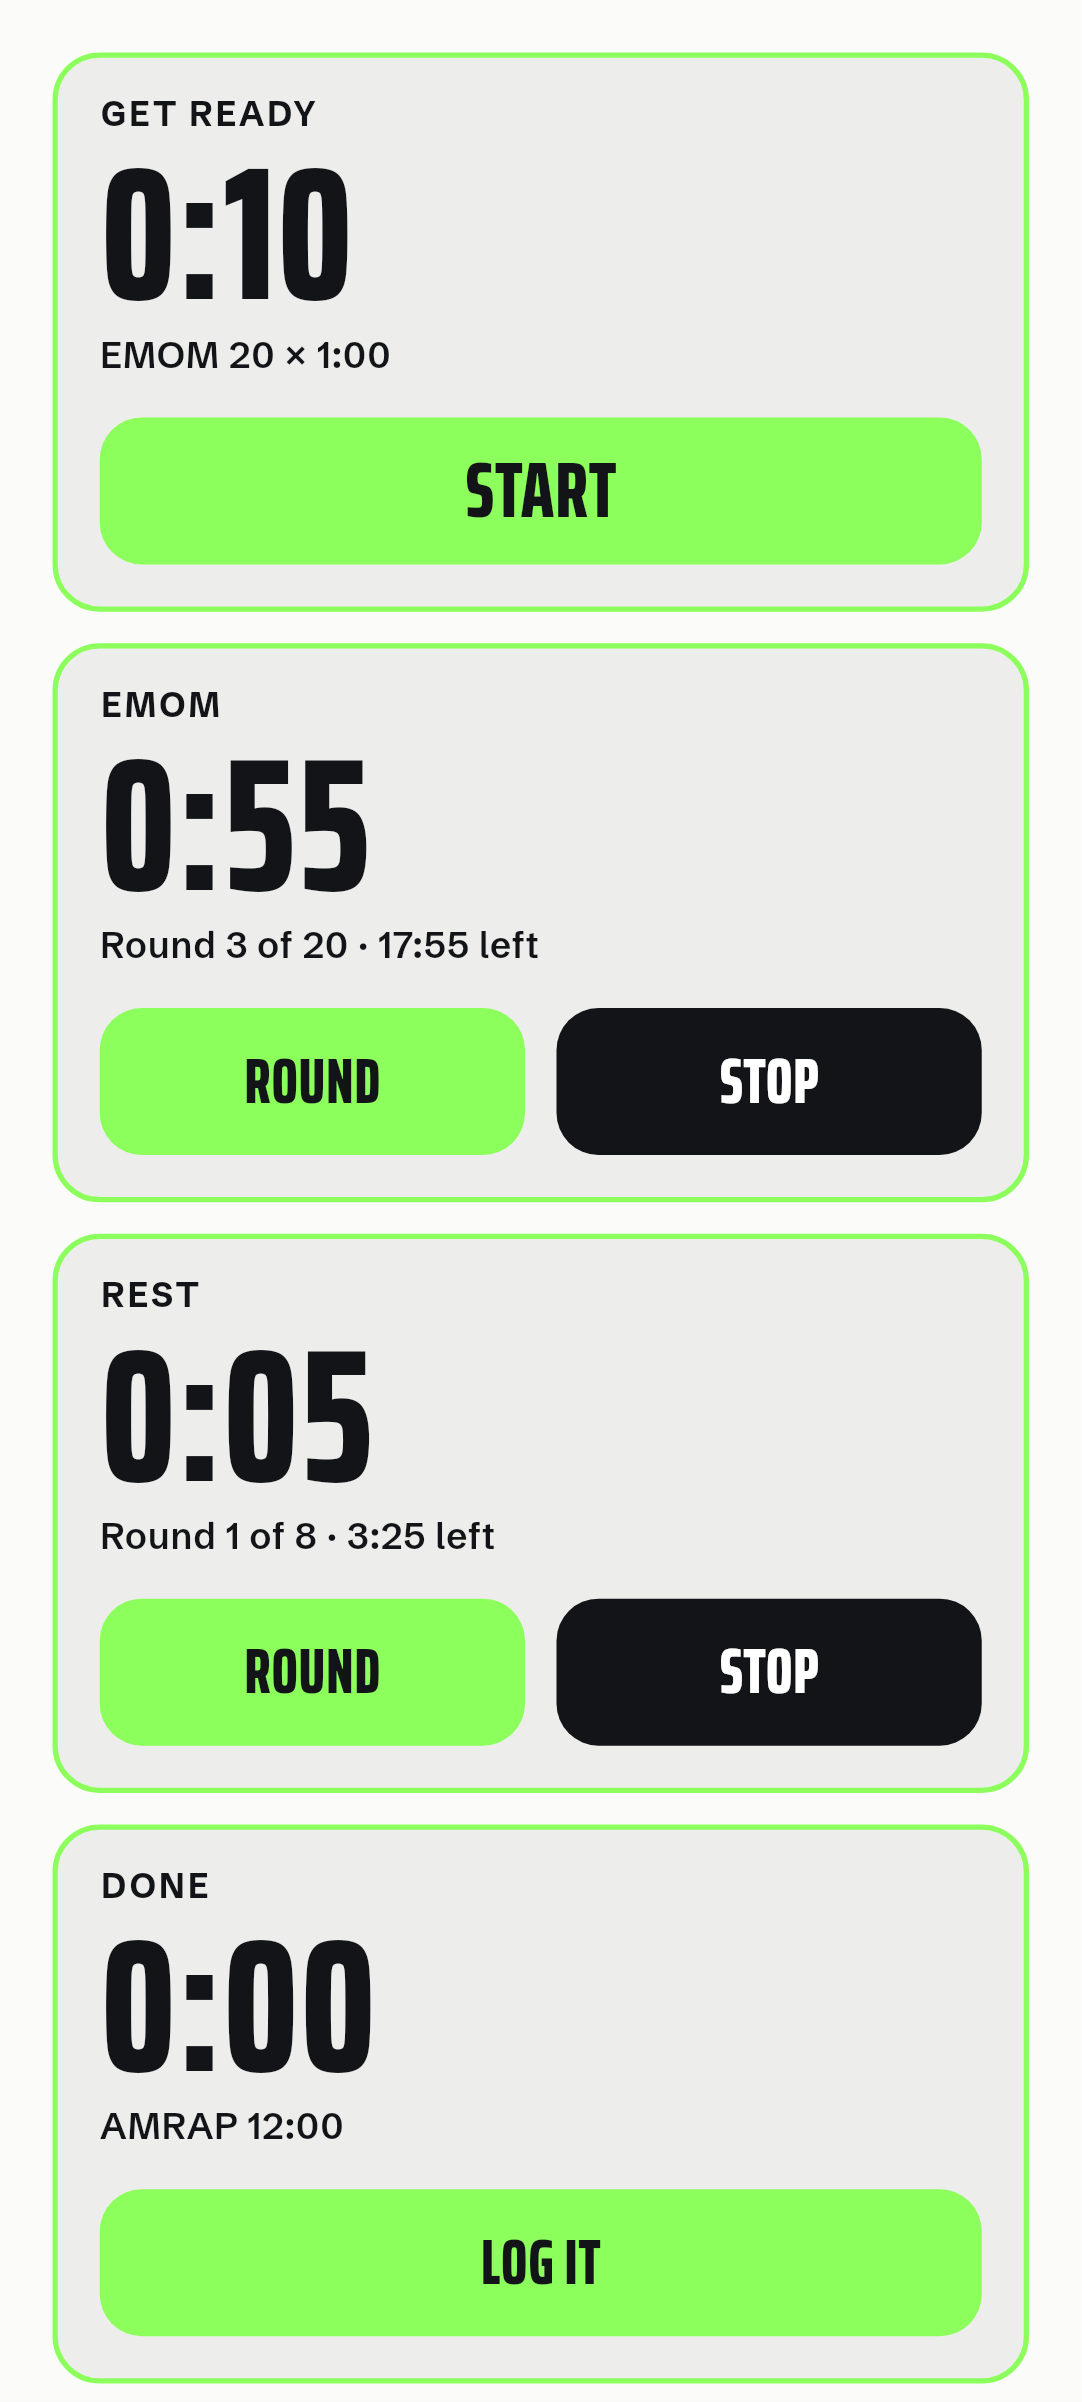 GET READY
0:10
EMOM 20 × 1:00
START
EMOM
0:55
Round 3 of 20 · 17:55 left
ROUND STOP
REST
0:05
Round 1 of 8 · 3:25 left
ROUND STOP
DONE
0:00
AMRAP 12:00
LOG IT